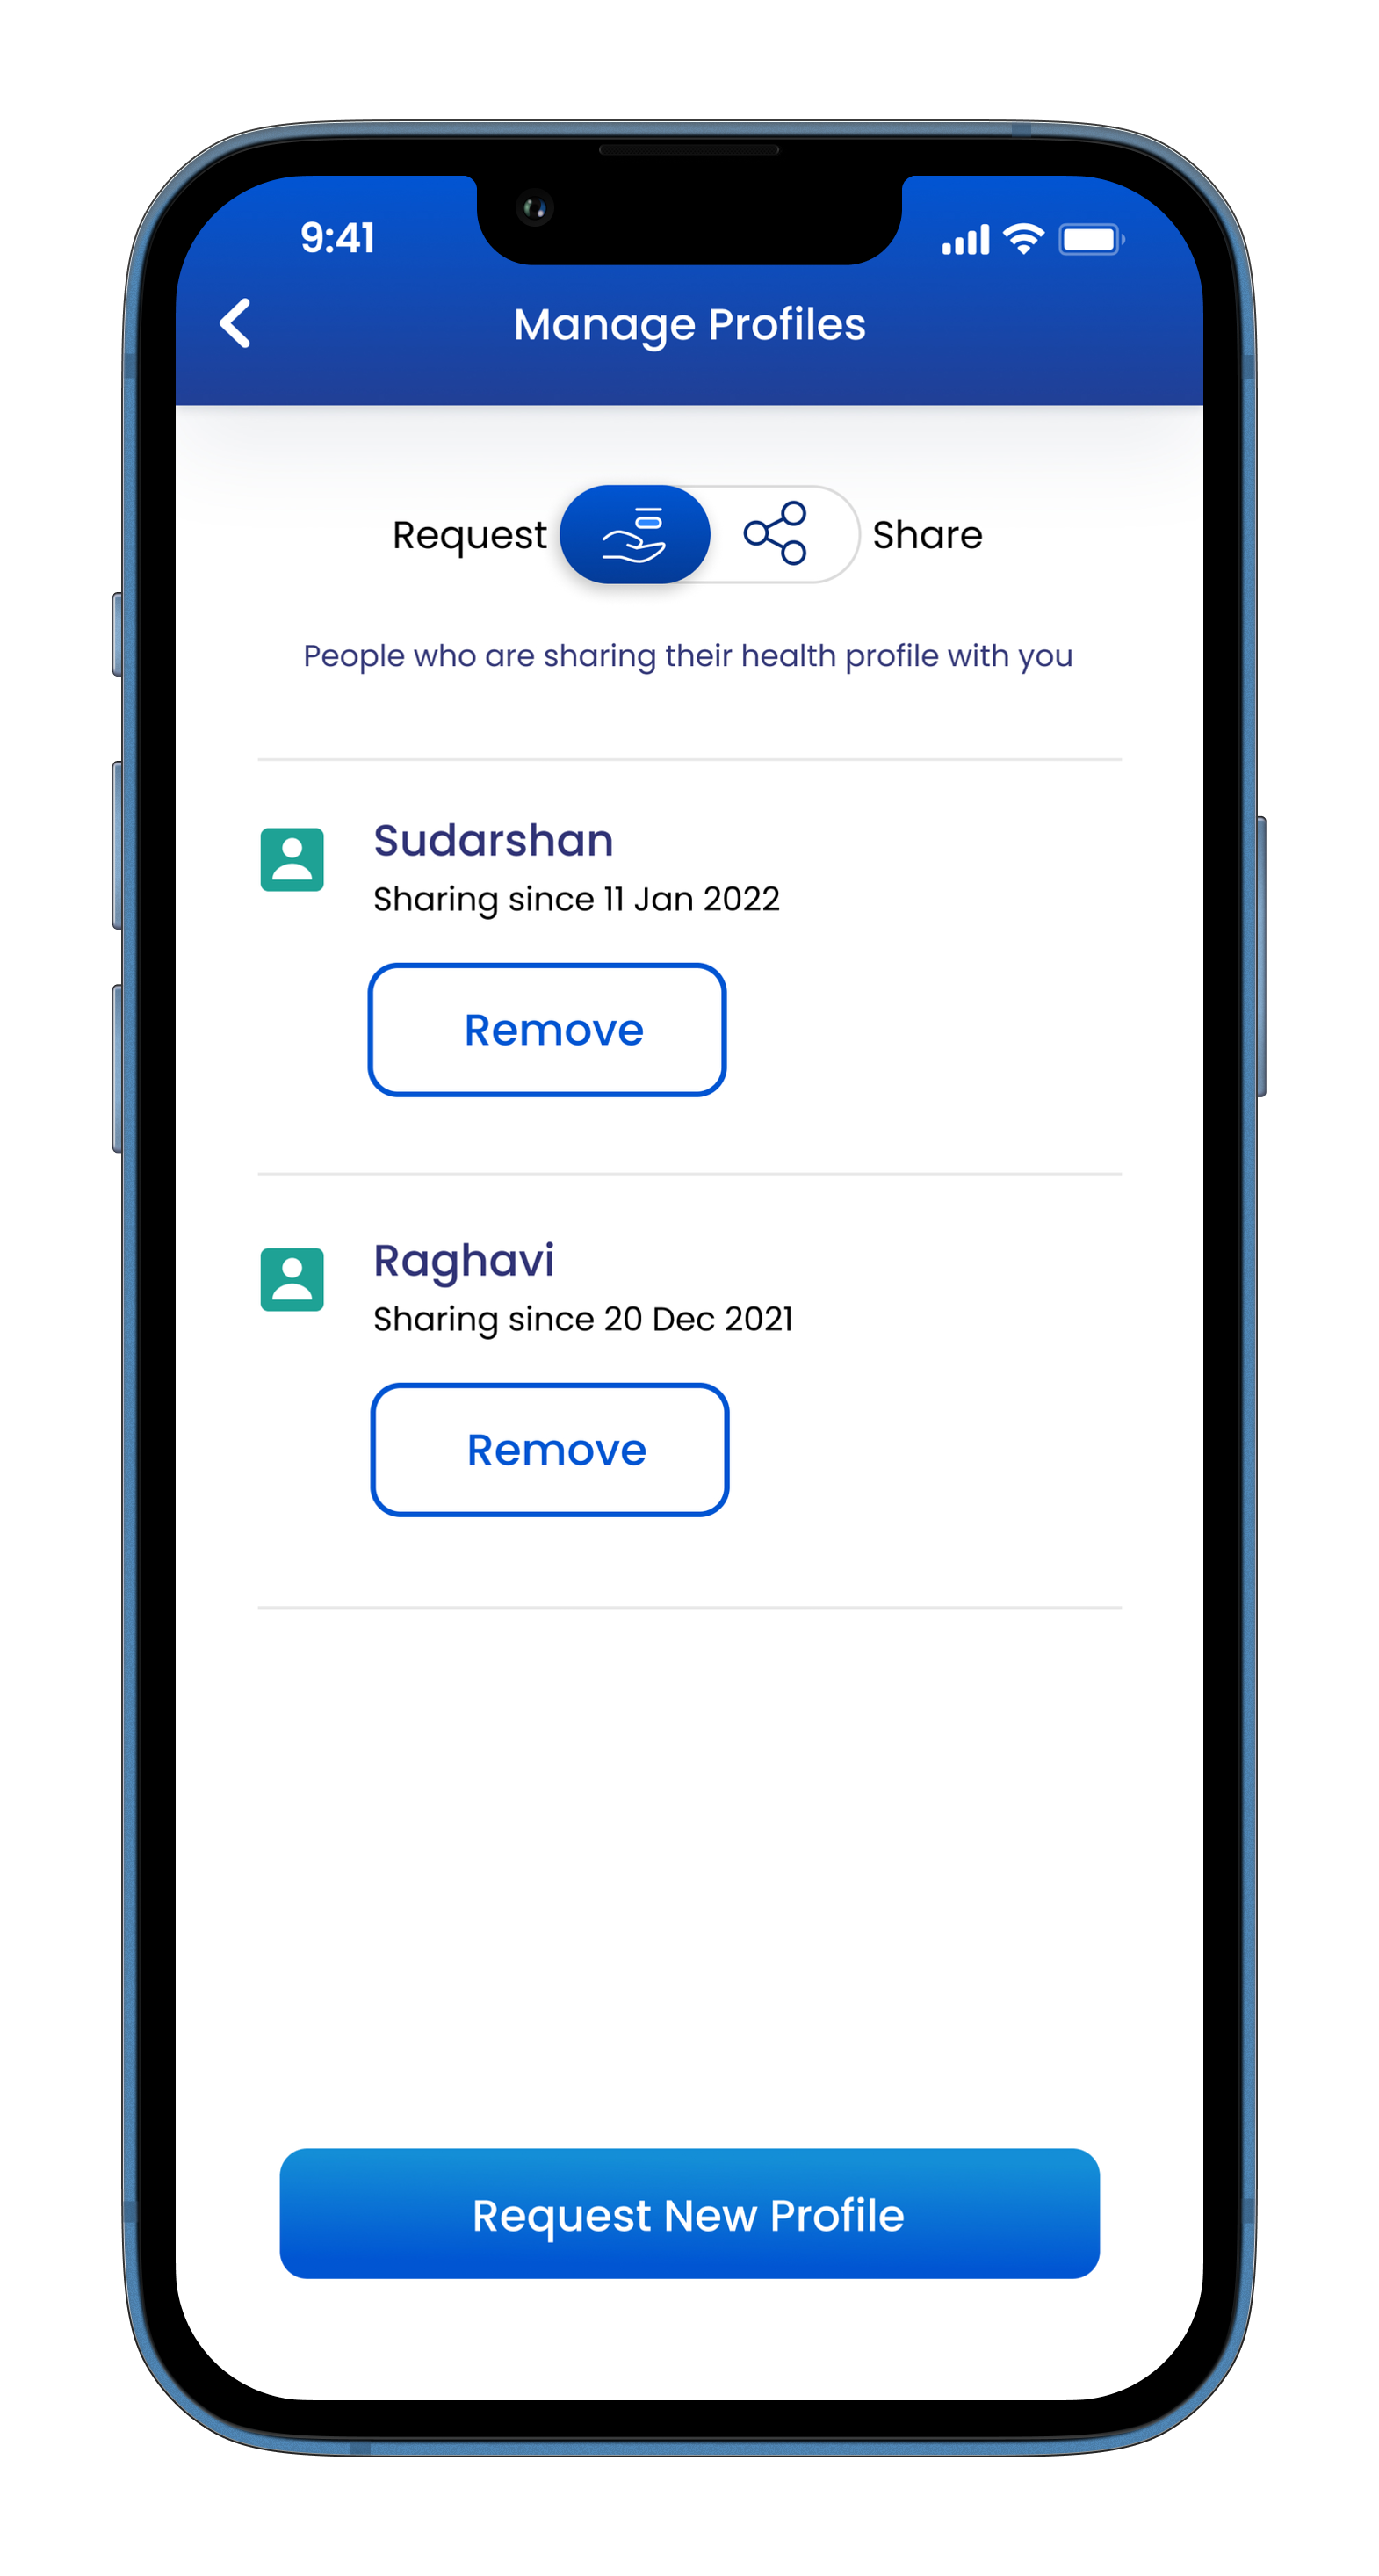 9:41
Manage Profiles
Request Share
People who are sharing their health profile with you
Sudarshan
Sharing since 11 Jan 2022
Remove
Raghavi
Sharing since 20 Dec 2021
Remove
Request New Profile